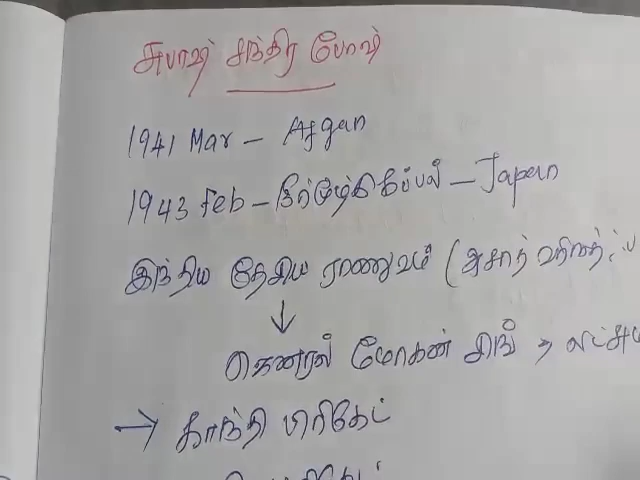 சுபாஷ் சந்திர போஷ்
1941 Mar – Afgan
1943 Feb – நீர்மூழ்கிகப்பல் – Japan
இந்திய தேசிய ராணுவம் (ஆசாத் ஹிந்த்
ஜெனரல் மோகன் சிங்
→ காந்தி பிரிகேட்